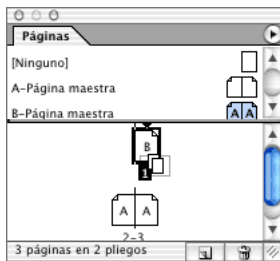 Páginas
[Ninguno]
A-Página maestra
B-Página maestra
A A
B
1
A A
2-3
3 páginas en 2 pliegos